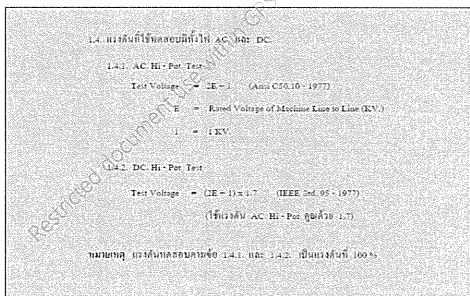 1.4. แรงดันที่ใช้ทดสอบมีทั้งไฟ AC. และ DC.
1.4.1. AC. Hi - Pot. Test
Test Voltage = 2E + 1 (Ansi C50.10 - 1977)
E = Rated Voltage of Machine Line to Line (KV.)
1 = 1 KV.
1.4.2. DC. Hi - Pot. Test
Test Voltage = (2E + 1) x 1.7 (IEEE Std. 95 - 1977)
(ใช้แรงดัน AC. Hi - Pot คูณด้วย 1.7)
หมายเหตุ แรงดันทดสอบตามข้อ 1.4.1. และ 1.4.2. เป็นแรงดันที่ 100 %
Restricted document use within